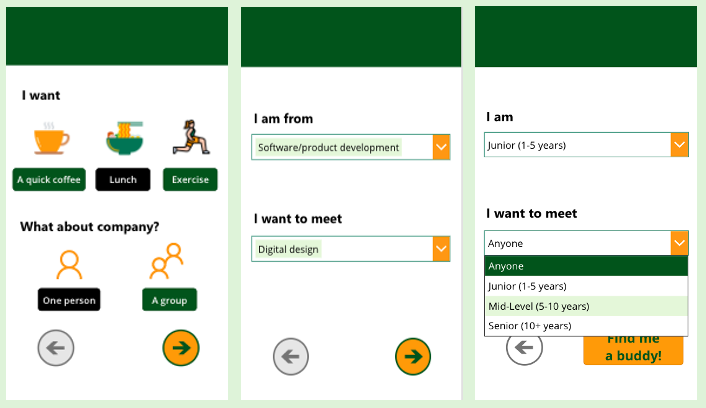 I want
A quick coffee
Lunch
Exercise
What about company?
One person
A group
I am from
Software/product development
I want to meet
Digital design
I am
Junior (1-5 years)
I want to meet
Anyone
Anyone
Junior (1-5 years)
Mid-Level (5-10 years)
Senior (10+ years)
Find me
a buddy!